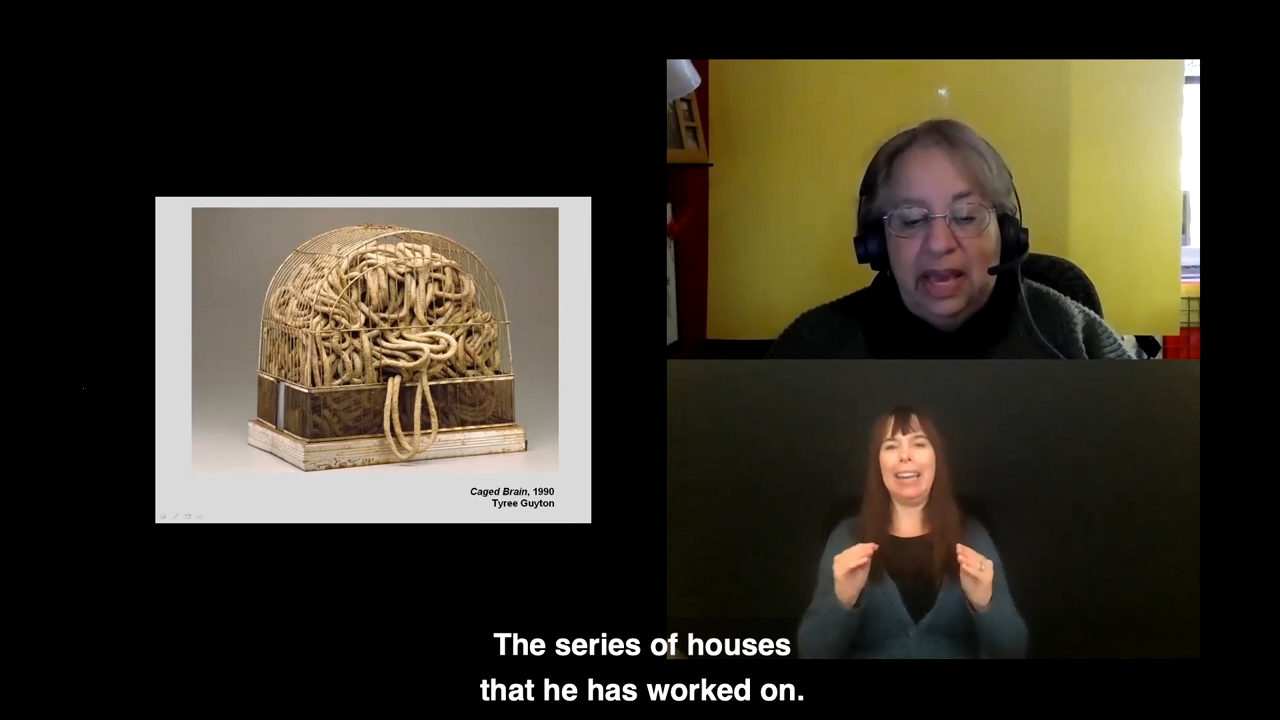 Caged Brain, 1990
Tyree Guyton
The series of houses
that he has worked on.